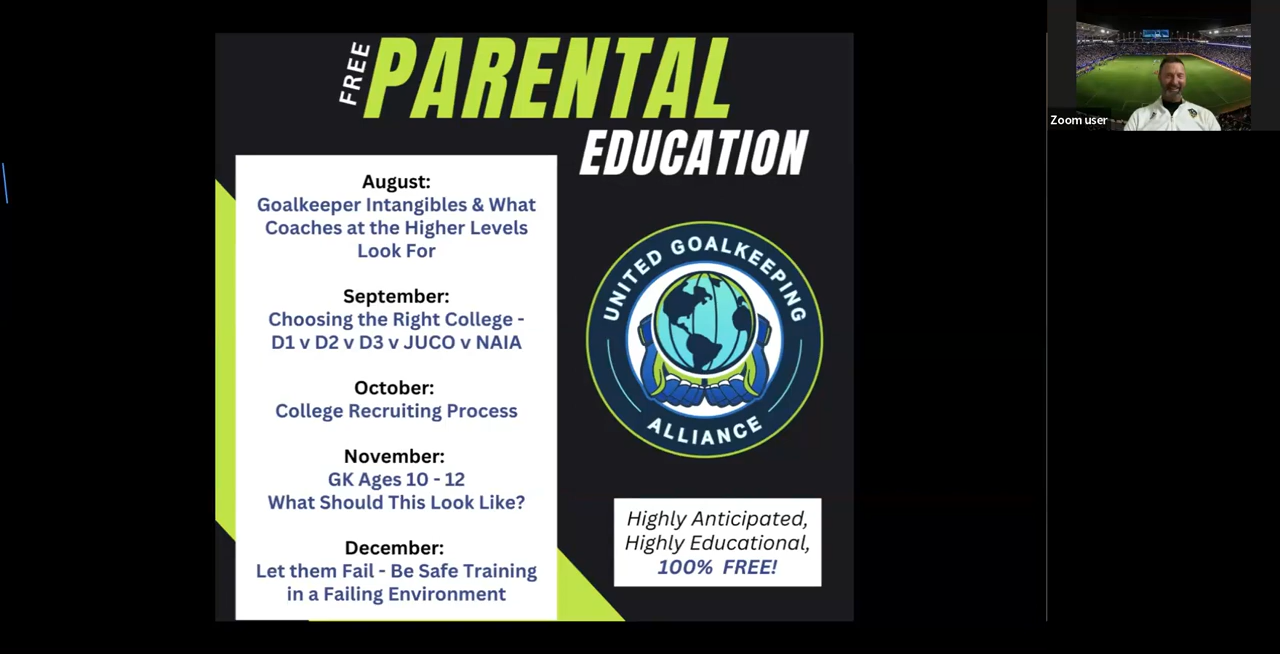 FREE
PARENTAL
EDUCATION
August:
Goalkeeper Intangibles & What
Coaches at the Higher Levels
Look For
September:
Choosing the Right College -
D1 v D2 v D3 v JUCO v NAIA
October:
College Recruiting Process
November:
GK Ages 10 - 12
What Should This Look Like?
December:
Let them Fail - Be Safe Training
in a Failing Environment
UNITED GOALKEEPING
ALLIANCE
Highly Anticipated,
Highly Educational,
100% FREE!
Zoom user